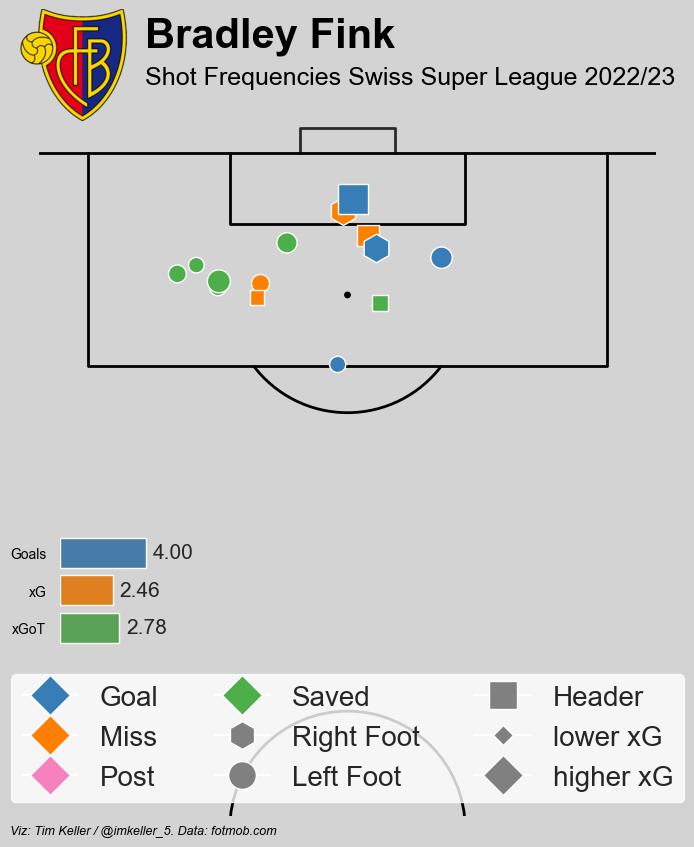 Bradley Fink
Shot Frequencies Swiss Super League 2022/23
FCB
Goals 4.00
xG 2.46
xGoT 2.78
Goal Saved Header
Miss Right Foot lower xG
Post Left Foot higher xG
Viz: Tim Keller / @imkeller_5. Data: fotmob.com